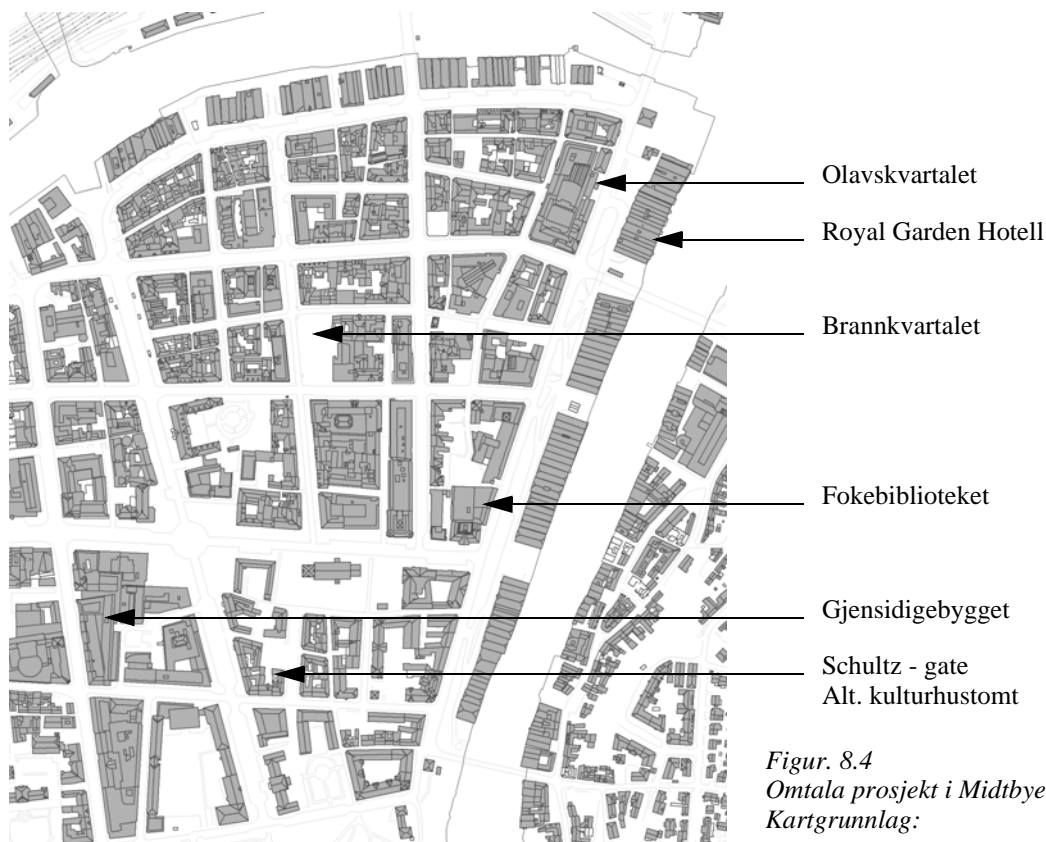 Olavskvartalet
Royal Garden Hotell
Brannkvartalet
Fokebiblioteket
Gjensidigebygget
Schultz - gate
Alt. kulturhustomt
Figur. 8.4
Omtala prosjekt i Midtbye
Kartgrunnlag: